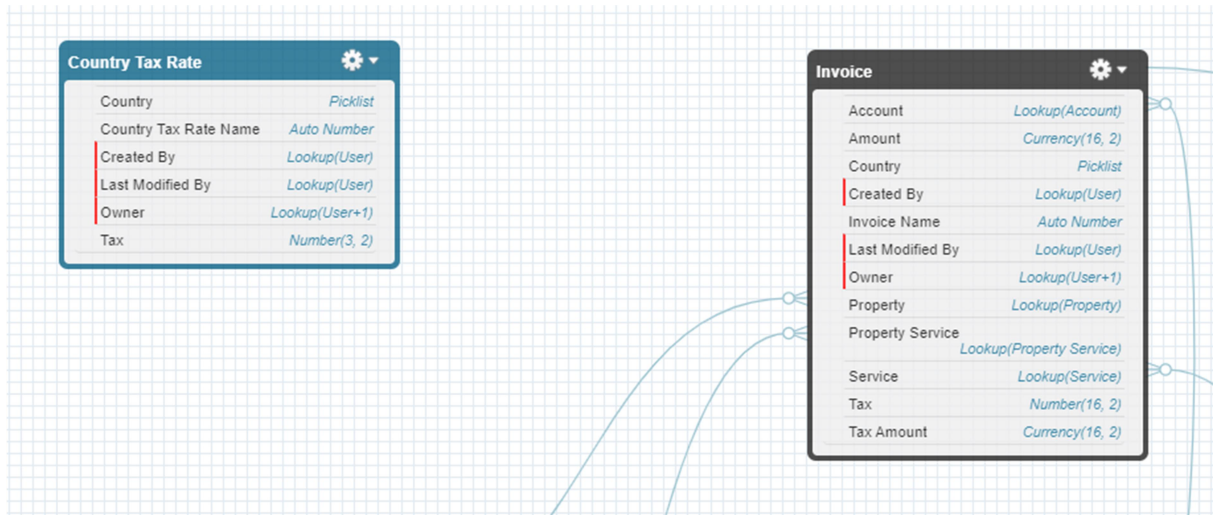 Country Tax Rate
Country Picklist
Country Tax Rate Name Auto Number
Created By Lookup(User)
Last Modified By Lookup(User)
Owner Lookup(User+1)
Tax Number(3, 2)
Invoice
Account Lookup(Account)
Amount Currency(16, 2)
Country Picklist
Created By Lookup(User)
Invoice Name Auto Number
Last Modified By Lookup(User)
Owner Lookup(User+1)
Property Lookup(Property)
Property Service
Lookup(Property Service)
Service Lookup(Service)
Tax Number(16, 2)
Tax Amount Currency(16, 2)